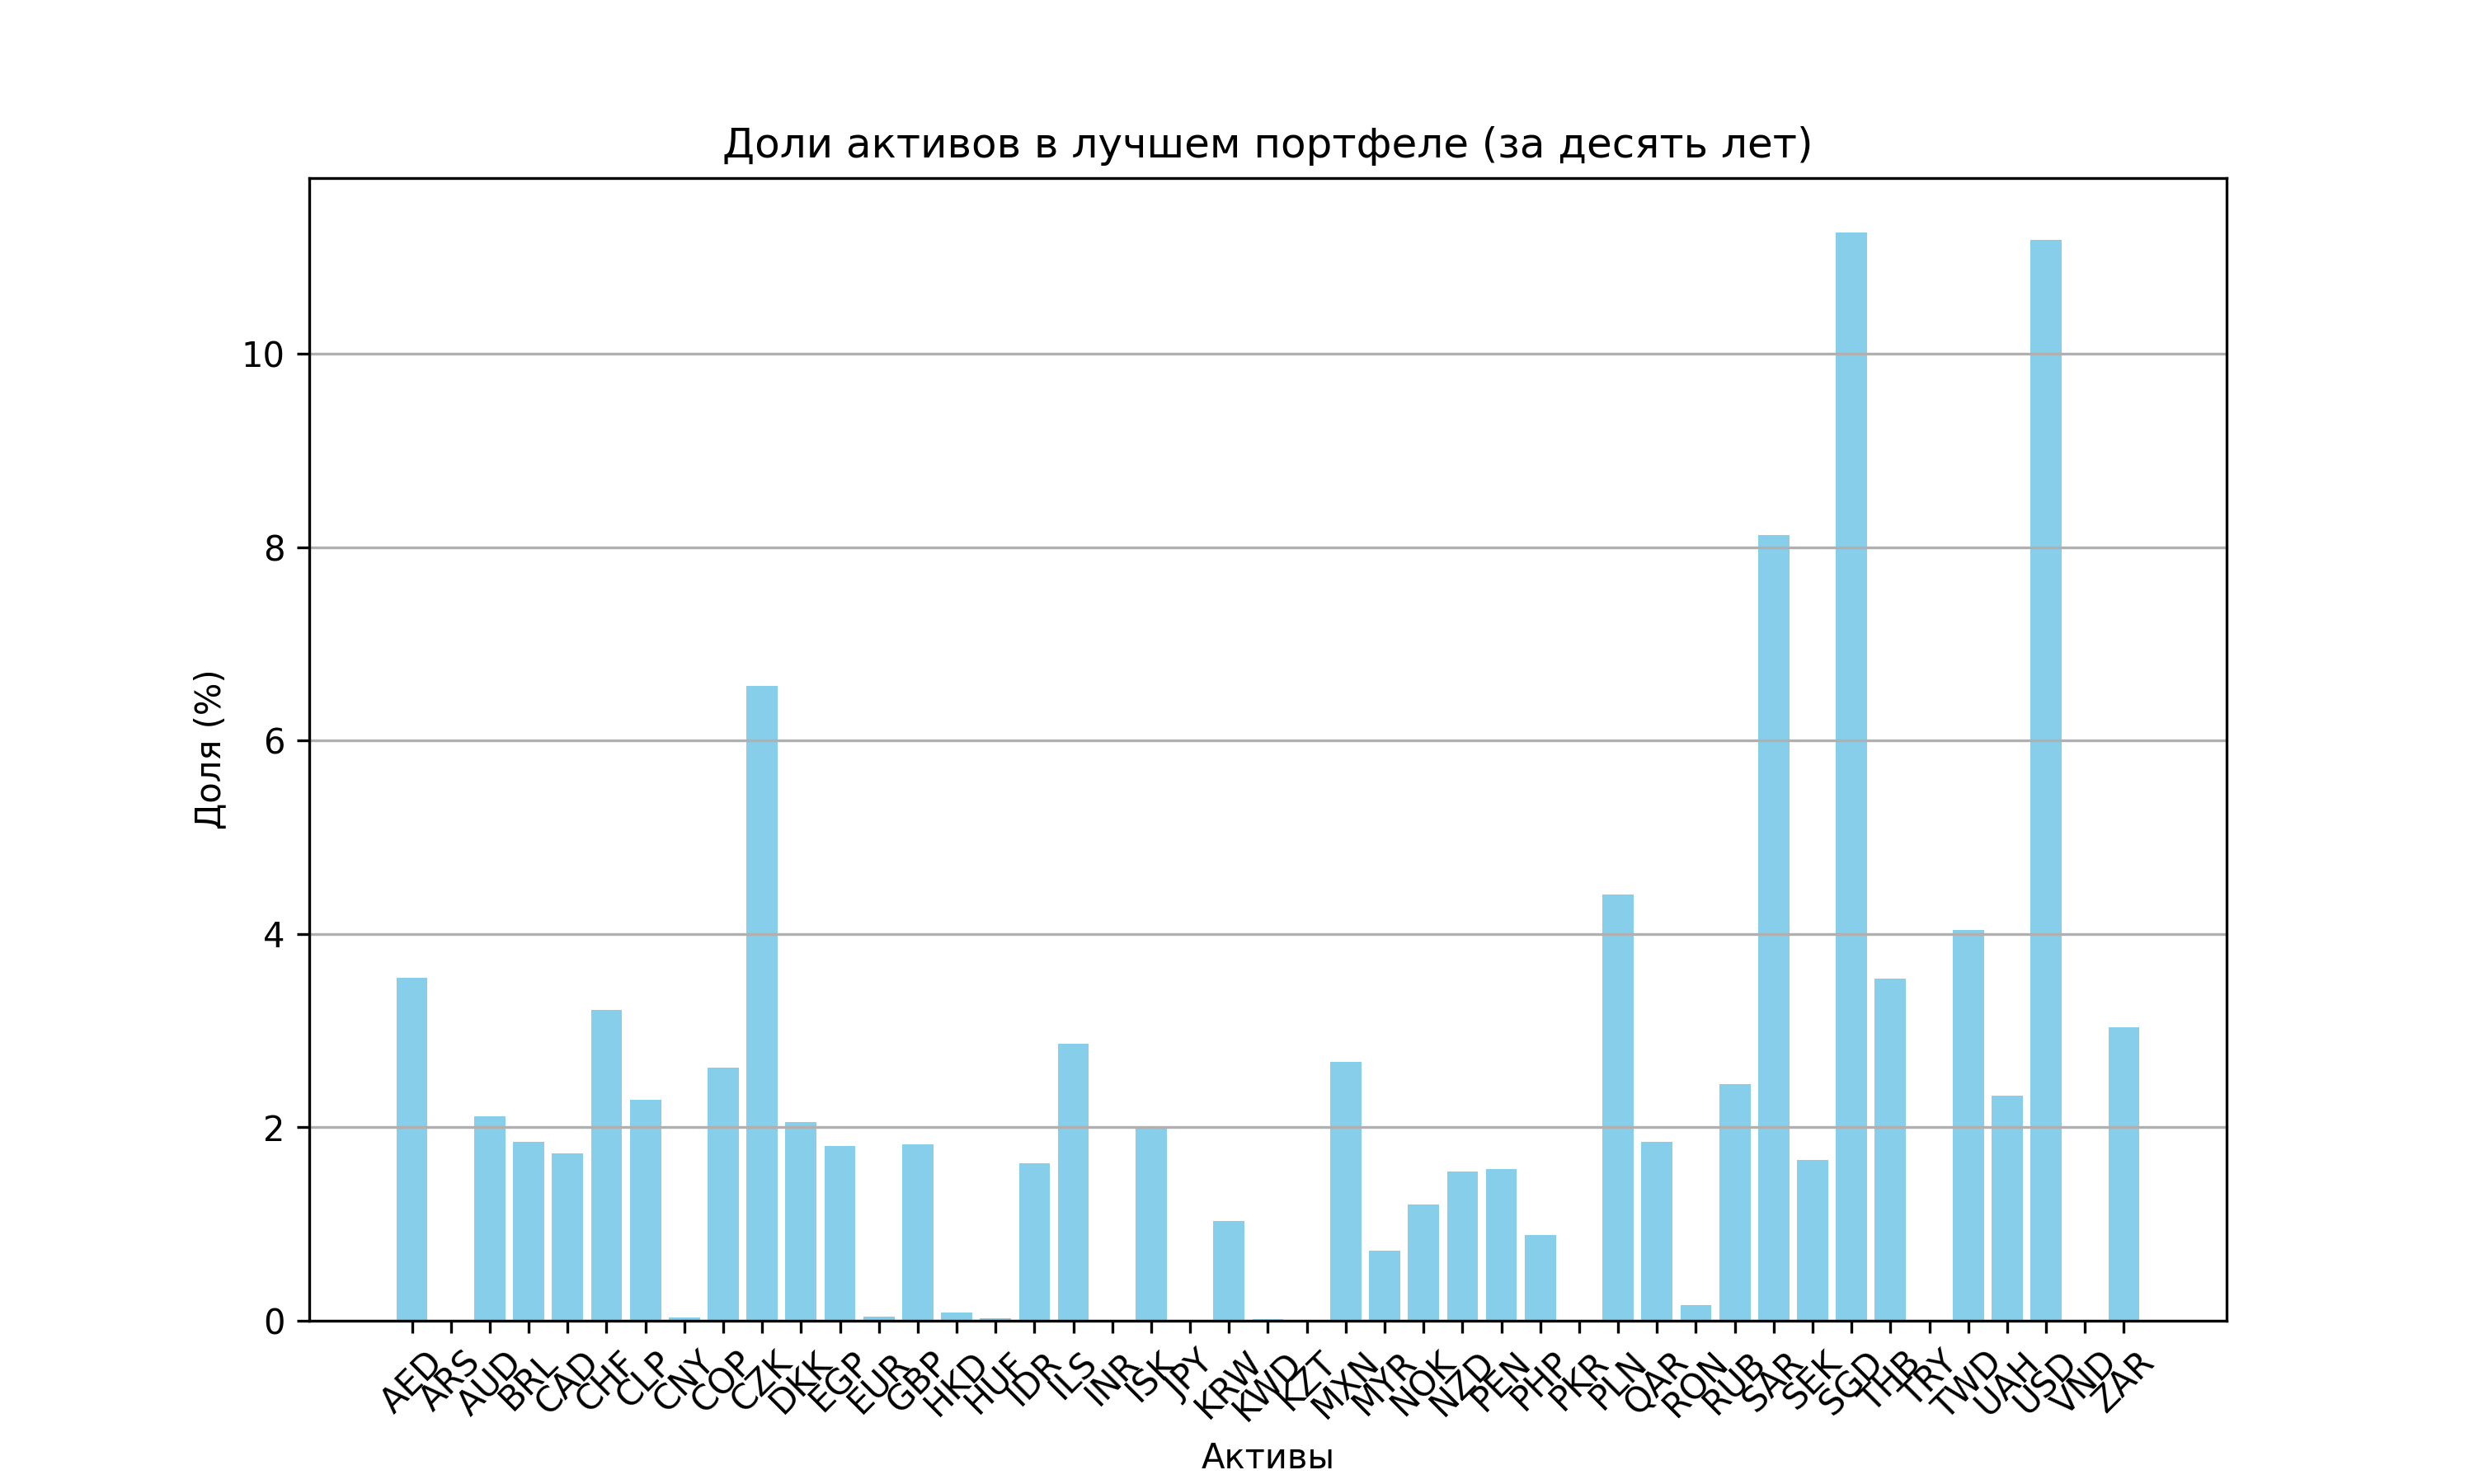 Доли активов в лучшем портфеле (за десять лет)
Доля (%)
10
8
6
4
2
0
AED ARS AUD BRL CAD CHF CLP CNY COP CZK DKK EGP EUR GBP HKD HUF IDR ILS INR ISK JPY KRW KWD KZT MXN MYR NOK NZD PEN PHP PKR PLN QAR RON RUB SAR SEK SGD THB TRY TWD UAH USD VND ZAR
Активы